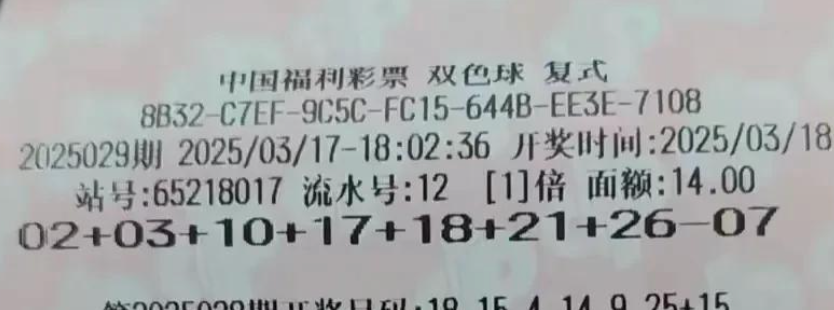 中国福利彩票 双色球 复式
8B32-C7EF-9C5C-FC15-644B-EE3E-7108
2025029期 2025/03/17-18:02:36 开奖时间:2025/03/18
站号:65218017 流水号:12 [1]倍 面额:14.00
02+03+10+17+18+21+26-07
第2025028期开奖号码:19 15 4 14 9 25+15